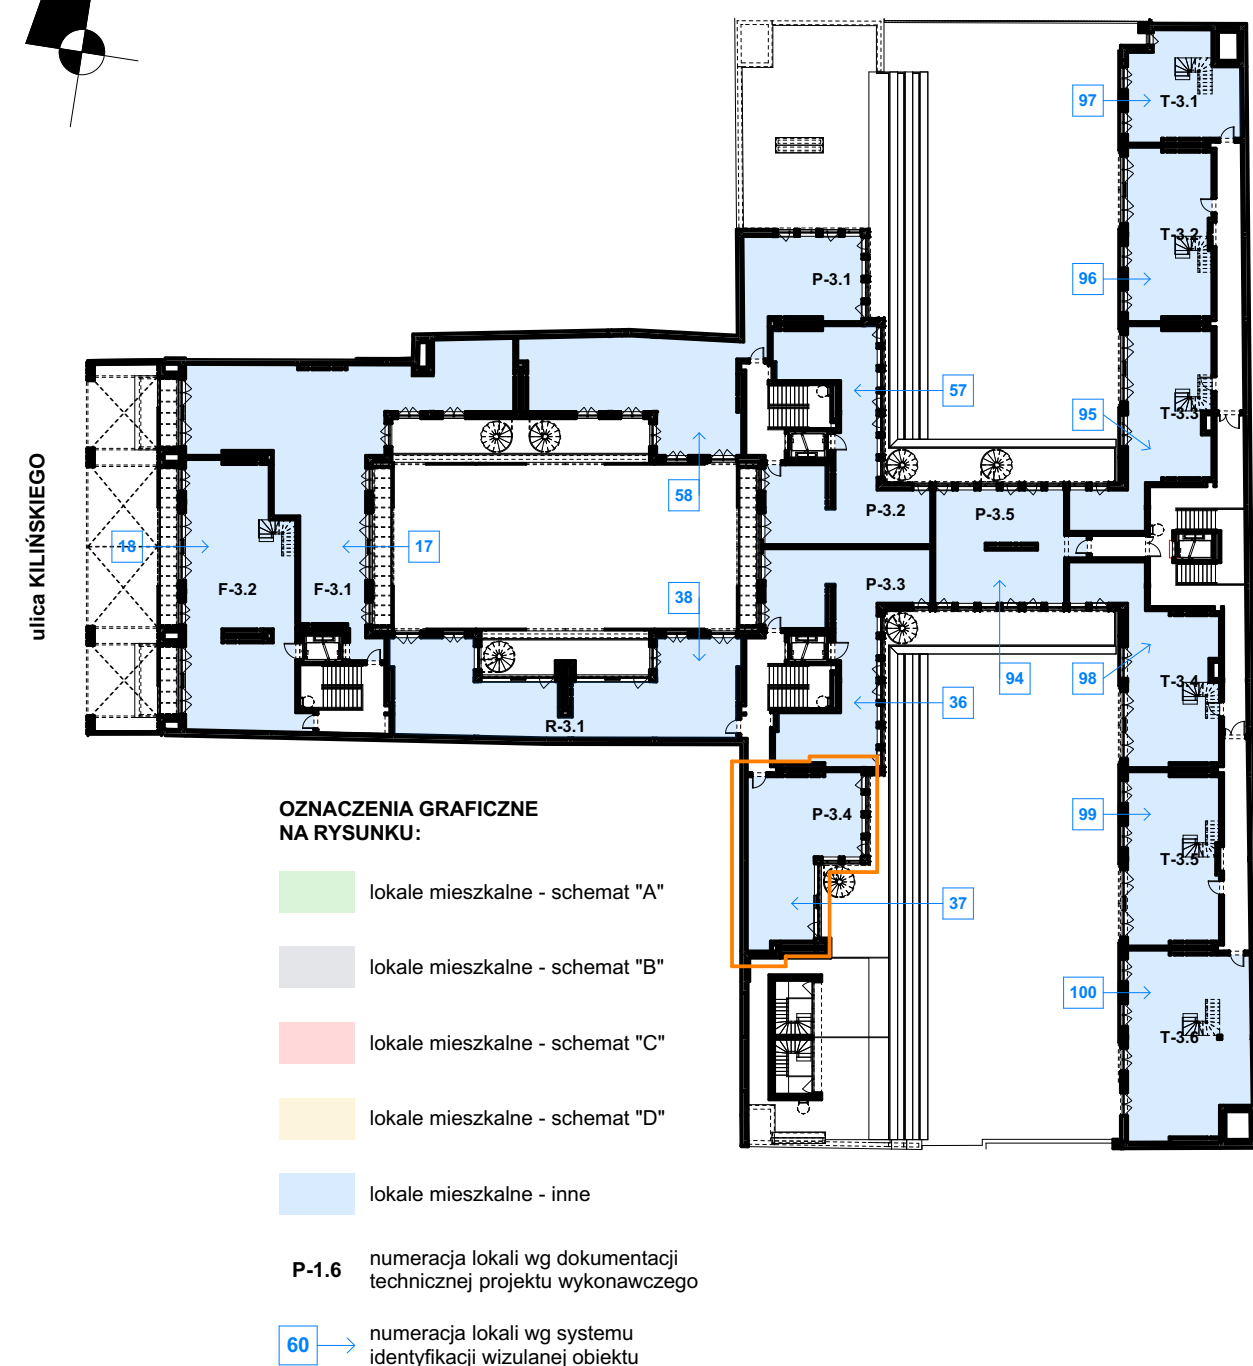 97
T-3.1
T-3.2
96
P-3.1
57
95
T-3.3
ulica KILIŃSKIEGO
58
P-3.2
P-3.5
18
17
F-3.2
F-3.1
P-3.3
38
94
98
T-3.4
36
R-3.1
P-3.4
99
T-3.5
37
100
T-3.6
OZNACZENIA GRAFICZNE
NA RYSUNKU:
lokale mieszkalne - schemat "A"
lokale mieszkalne - schemat "B"
lokale mieszkalne - schemat "C"
lokale mieszkalne - schemat "D"
lokale mieszkalne - inne
P-1.6
numeracja lokali wg dokumentacji
technicznej projektu wykonawczego
60
numeracja lokali wg systemu
identyfikacji wizulanej obiektu